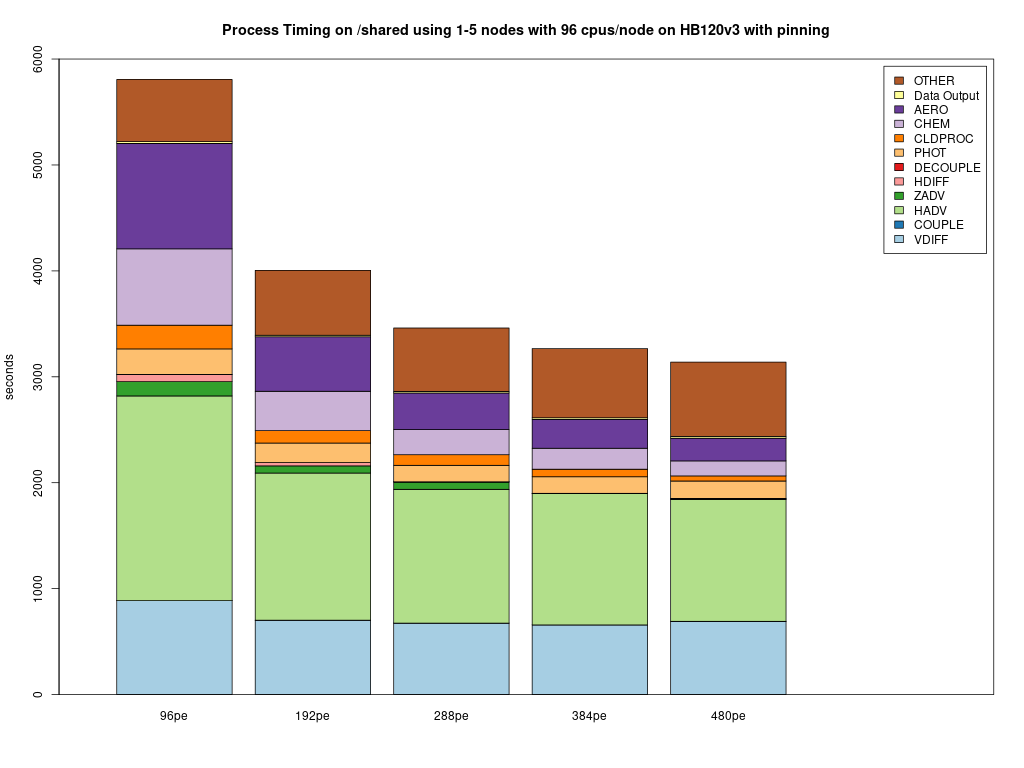 Process Timing on /shared using 1-5 nodes with 96 cpus/node on HB120v3 with pinning
6000
5000
4000
3000
2000
1000
0
seconds
OTHER
Data Output
AERO
CHEM
CLDPROC
PHOT
DECOUPLE
HDIFF
ZADV
HADV
COUPLE
VDIFF
96pe
192pe
288pe
384pe
480pe